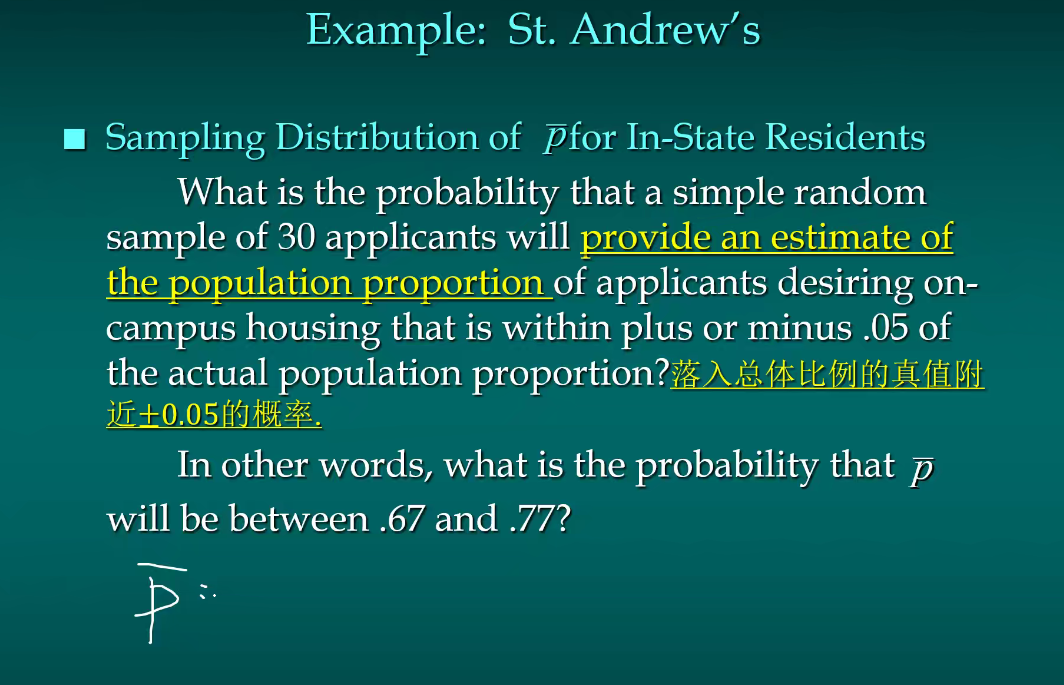 Example: St. Andrew's
Sampling Distribution of p̅ for In-State Residents
What is the probability that a simple random
sample of 30 applicants will provide an estimate of
the population proportion of applicants desiring on-
campus housing that is within plus or minus .05 of
the actual population proportion?落入总体比例的真值附
近±0.05的概率.
In other words, what is the probability that p̅
will be between .67 and .77?
p̅